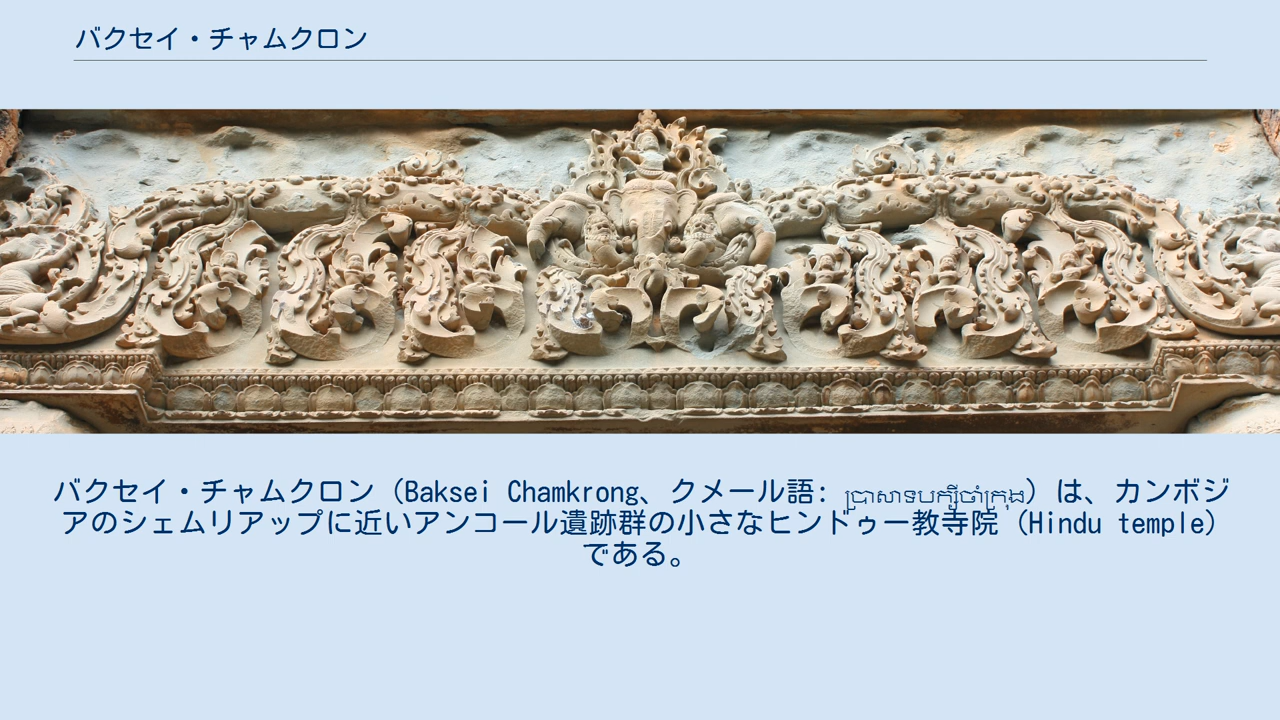 バクセイ・チャムクロン
バクセイ・チャムクロン（Baksei Chamkrong、クメール語: ប្រាសាទបក្សីចាំក្រុង）は、カンボジ
アのシェムリアップに近いアンコール遺跡群の小さなヒンドゥー教寺院（Hindu temple）
である。